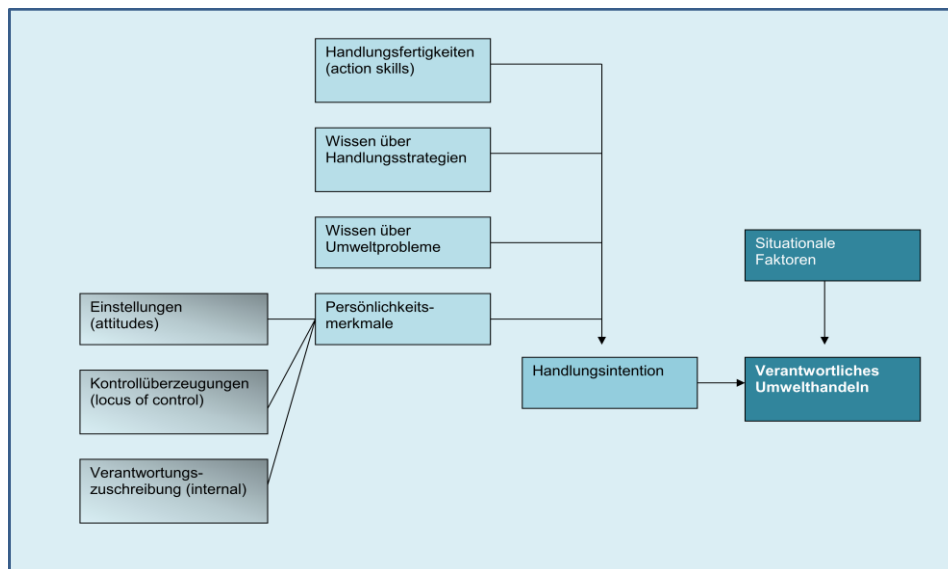 Handlungsfertigkeiten
(action skills)
Wissen über
Handlungsstrategien
Wissen über
Umweltprobleme
Situationale
Faktoren
Einstellungen
(attitudes)
Persönlichkeits-
merkmale
Kontrollüberzeugungen
(locus of control)
Handlungsintention
Verantwortliches
Umwelthandeln
Verantwortungs-
zuschreibung (internal)